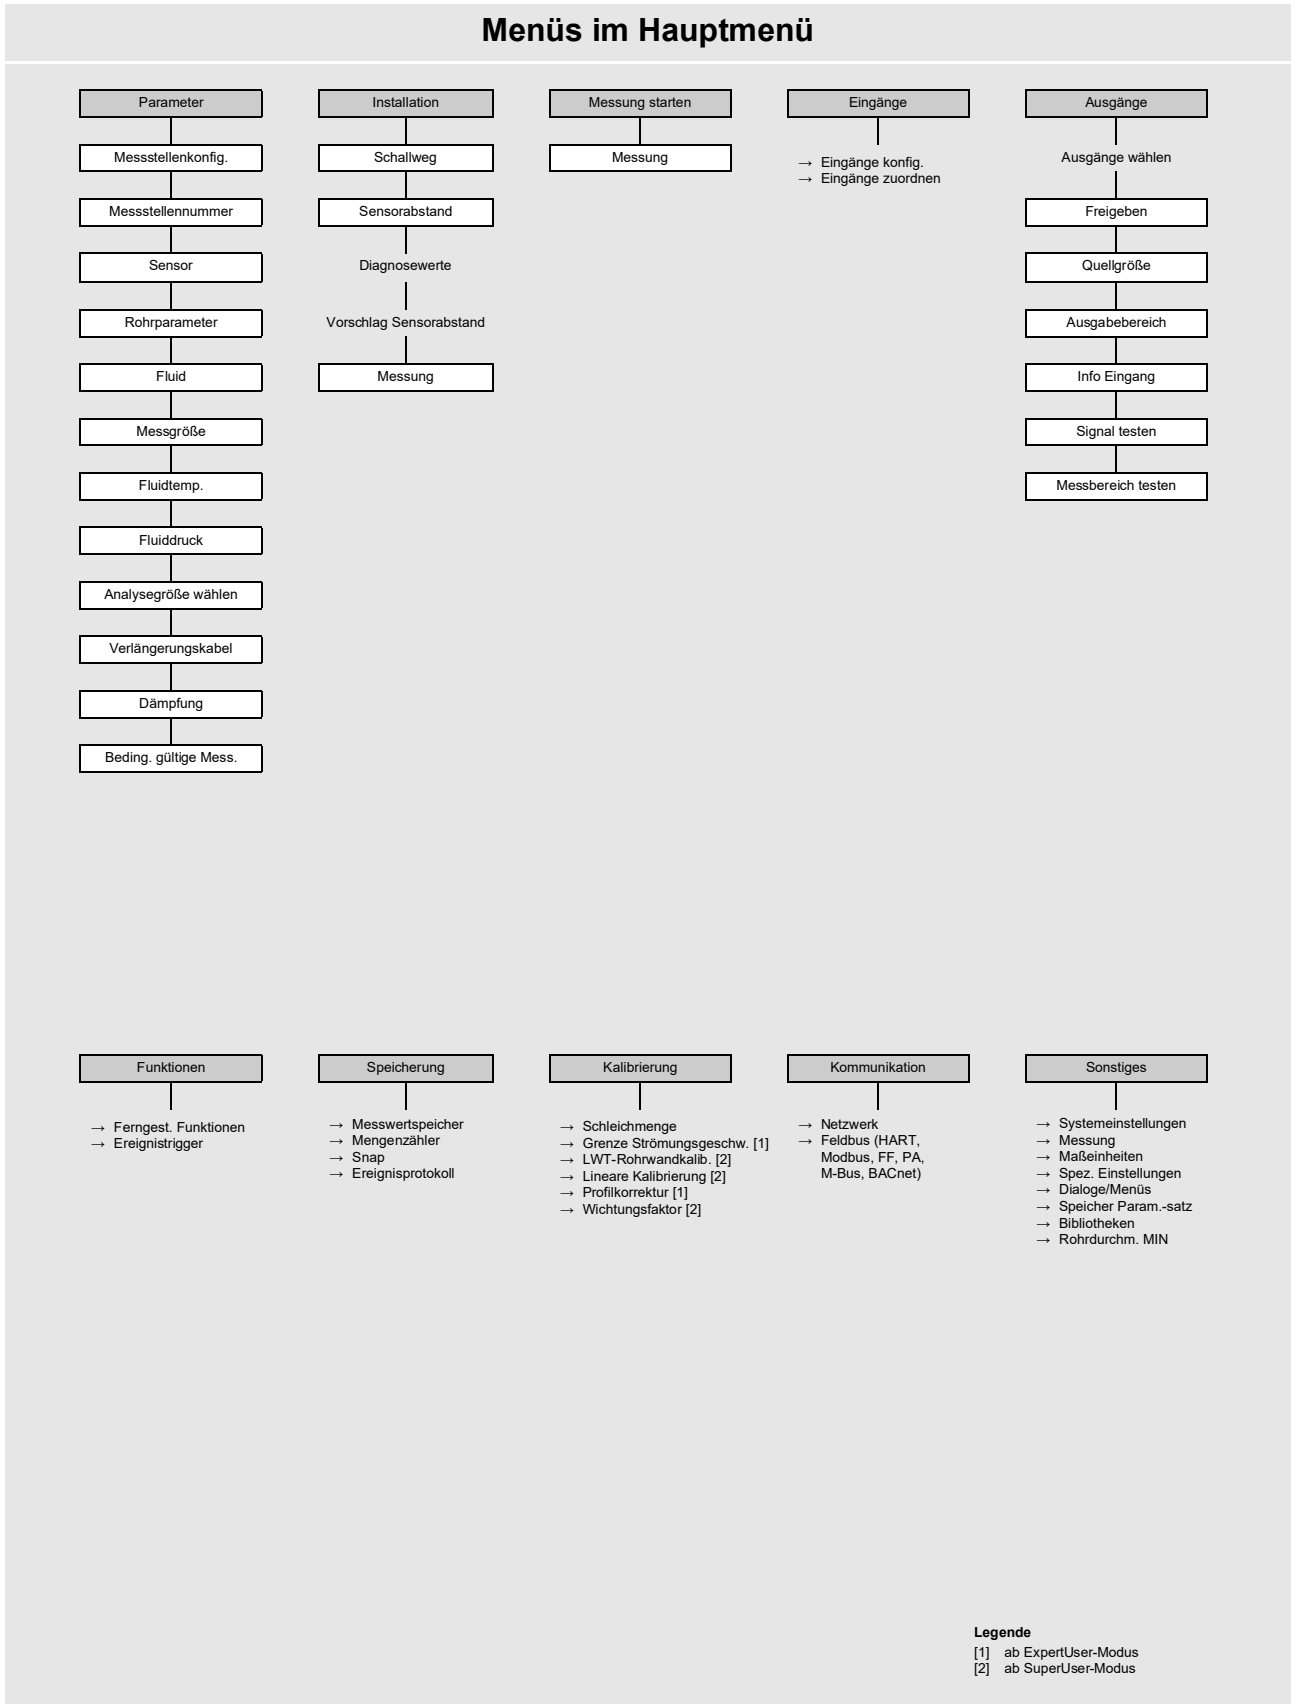 Menüs im Hauptmenü
Parameter
Messstellenkonfig.
Messstellennummer
Sensor
Rohrparameter
Fluid
Messgröße
Fluidtemp.
Fluiddruck
Analysegröße wählen
Verlängerungskabel
Dämpfung
Beding. gültige Mess.
Installation
Schallweg
Sensorabstand
Diagnosewerte
Vorschlag Sensorabstand
Messung
Messung starten
Messung
Eingänge
→ Eingänge konfig.
→ Eingänge zuordnen
Ausgänge
Ausgänge wählen
Freigeben
Quellgröße
Ausgabebereich
Info Eingang
Signal testen
Messbereich testen
Funktionen
→ Ferngest. Funktionen
→ Ereignistrigger
Speicherung
→ Messwertspeicher
→ Mengenzähler
→ Snap
→ Ereignisprotokoll
Kalibrierung
→ Schleichmenge
→ Grenze Strömungsgeschw. [1]
→ LWT-Rohrwandkalib. [2]
→ Lineare Kalibrierung [2]
→ Profilkorrektur [1]
→ Wichtungsfaktor [2]
Kommunikation
→ Netzwerk
→ Feldbus (HART,
Modbus, FF, PA,
M-Bus, BACnet)
Sonstiges
→ Systemeinstellungen
→ Messung
→ Maßeinheiten
→ Spez. Einstellungen
→ Dialoge/Menüs
→ Speicher Param.-satz
→ Bibliotheken
→ Rohrdurchm. MIN
Legende
[1] ab ExpertUser-Modus
[2] ab SuperUser-Modus